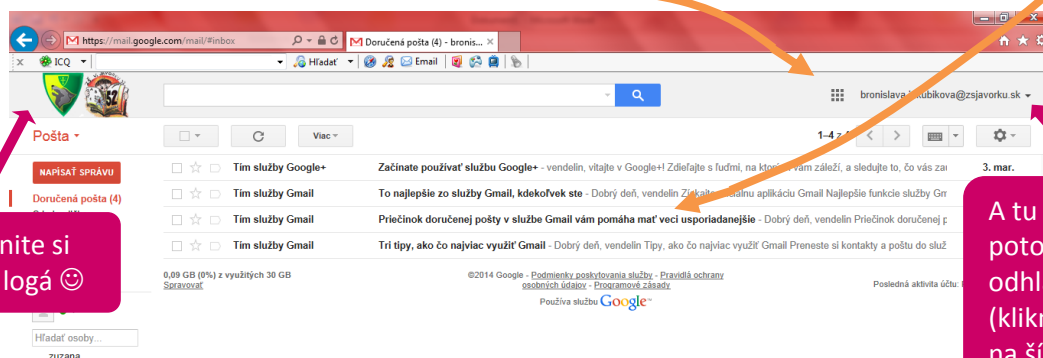 https://mail.google.com/mail/#inbox
Doručená pošta (4) - bronis...
x ICQ Hľadať Email
52
bronislava.jakubikova@zsjavorku.sk
Pošta
Viac
1–4 z
NAPÍSAŤ SPRÁVU
Tím služby Google+ Začínate používať službu Google+ - vendelin, vitajte v Google+! Zdieľajte s ľuďmi, na ktorých vám záleží, a sledujte to, čo vás zau 3. mar.
Doručená pošta (4)
Tím služby Gmail To najlepšie zo služby Gmail, kdekoľvek ste - Dobrý deň, vendelin Získajte oficiálnu aplikáciu Gmail Najlepšie funkcie služby Gm
Tím služby Gmail Priečinok doručenej pošty v službe Gmail vám pomáha mať veci usporiadanejšie - Dobrý deň, vendelin Priečinok doručenej p
Tím služby Gmail Tri tipy, ako čo najviac využiť Gmail - Dobrý deň, vendelin Tipy, ako čo najviac využiť Gmail Preneste si kontakty a poštu do služ
nite si
logá ☺
0,09 GB (0%) z využitých 30 GB
Spravovať
©2014 Google - Podmienky poskytovania služby - Pravidlá ochrany
osobných údajov - Programové zásady
Používa službu Google™
Posledná aktivita účtu:
A tu
poto
odhl
(klikn
na ší
Hľadať osoby...
zuzana